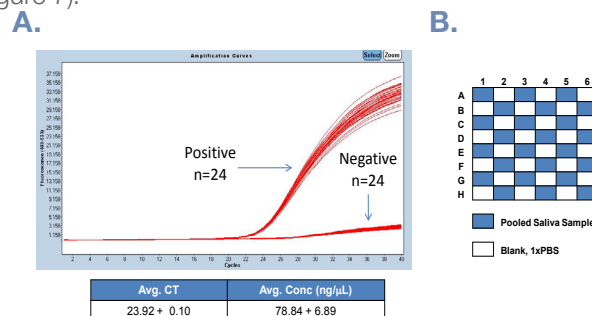 gure 7).
A.
B.
Amplification Curves
Select Zoom
Positive
n=24
Negative
n=24
2 4 6 8 10 12 14 16 18 20 22 24 26 28 30 32 34 36 38 40
Cycles
Avg. CT
Avg. Conc (ng/µL)
23.92 + 0.10
78.84 + 6.89
1 2 3 4 5 6
A
B
C
D
E
F
G
H
Pooled Saliva Sample
Blank, 1xPBS